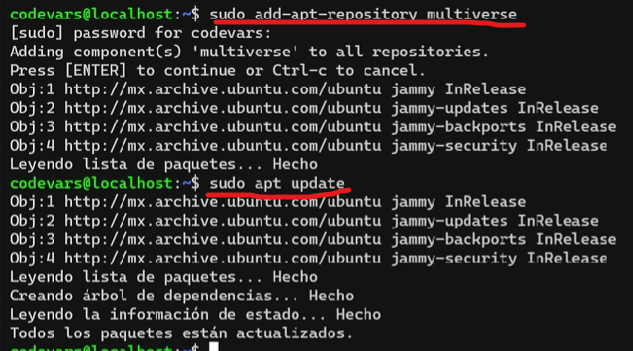 codevars@localhost:~$ sudo add-apt-repository multiverse
[sudo] password for codevars:
Adding component(s) 'multiverse' to all repositories.
Press [ENTER] to continue or Ctrl-c to cancel.
Obj:1 http://mx.archive.ubuntu.com/ubuntu jammy InRelease
Obj:2 http://mx.archive.ubuntu.com/ubuntu jammy-updates InRelease
Obj:3 http://mx.archive.ubuntu.com/ubuntu jammy-backports InRelease
Obj:4 http://mx.archive.ubuntu.com/ubuntu jammy-security InRelease
Leyendo lista de paquetes... Hecho
codevars@localhost:~$ sudo apt update
Obj:1 http://mx.archive.ubuntu.com/ubuntu jammy InRelease
Obj:2 http://mx.archive.ubuntu.com/ubuntu jammy-updates InRelease
Obj:3 http://mx.archive.ubuntu.com/ubuntu jammy-backports InRelease
Obj:4 http://mx.archive.ubuntu.com/ubuntu jammy-security InRelease
Leyendo lista de paquetes... Hecho
Creando árbol de dependencias... Hecho
Leyendo la información de estado... Hecho
Todos los paquetes están actualizados.
codevars@localhost:~$